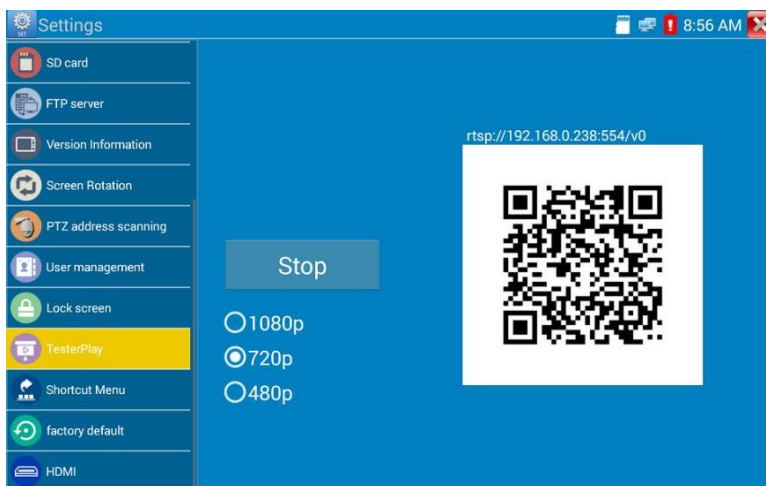 Settings
SET
8:56 AM
SD card
FTP server
Version Information
Screen Rotation
PTZ address scanning
User management
Lock screen
TesterPlay
Shortcut Menu
factory default
HDMI
Stop
1080p
720p
480p
rtsp://192.168.0.238:554/v0